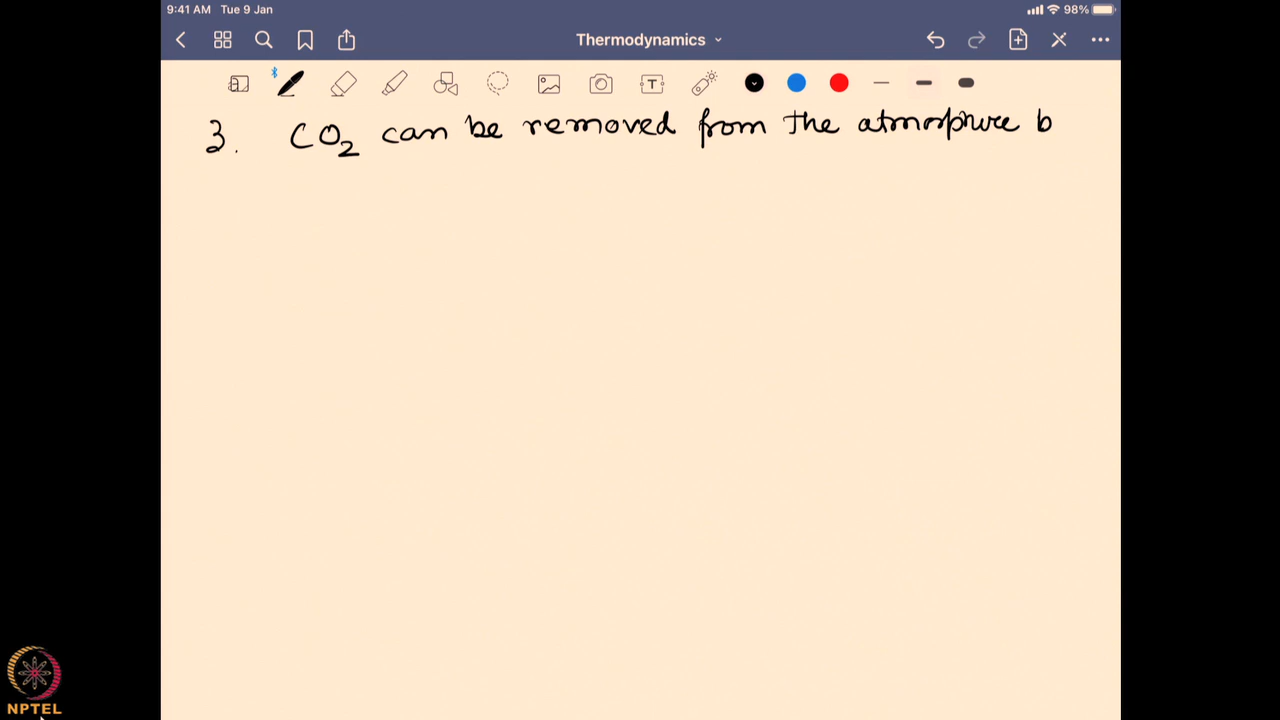 9:41 AM Tue 9 Jan 98%
Thermodynamics
T
3. CO2 can be removed from the atmosphere b
NPTEL